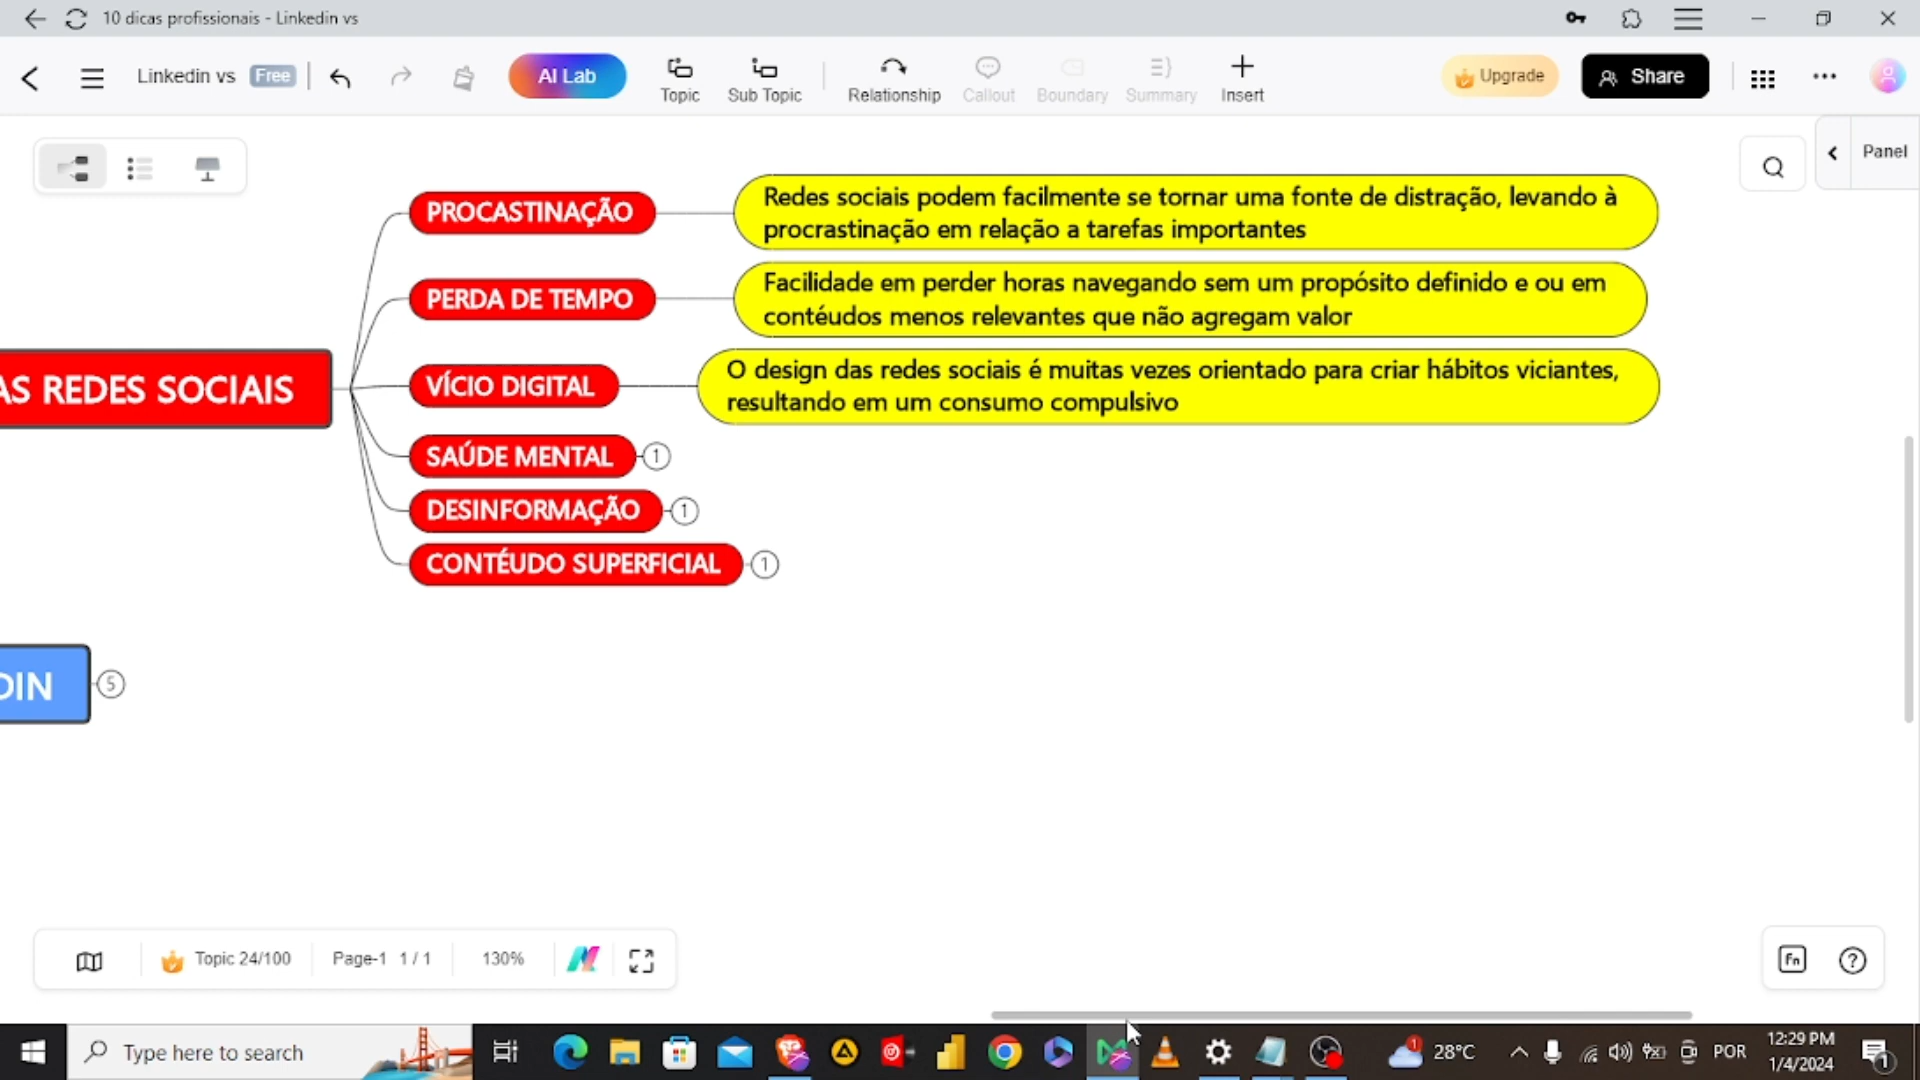 10 dicas profissionais - Linkedin vs
Linkedin vs Free
AI Lab
Topic
Sub Topic
Relationship
Callout
Boundary
Summary
Insert
Upgrade
Share
Panel
PROCASTINAÇÃO
Redes sociais podem facilmente se tornar uma fonte de distração, levando à
procrastinação em relação a tarefas importantes
PERDA DE TEMPO
Facilidade em perder horas navegando sem um propósito definido e ou em
contéudos menos relevantes que não agregam valor
AS REDES SOCIAIS
VÍCIO DIGITAL
O design das redes sociais é muitas vezes orientado para criar hábitos viciantes,
resultando em um consumo compulsivo
SAÚDE MENTAL 1
DESINFORMAÇÃO 1
CONTÉUDO SUPERFICIAL 1
DIN 5
Topic 24/100
Page-1 1 / 1
130%
Fn
?
Type here to search
1
28°C
POR
12:29 PM
1/4/2024
1